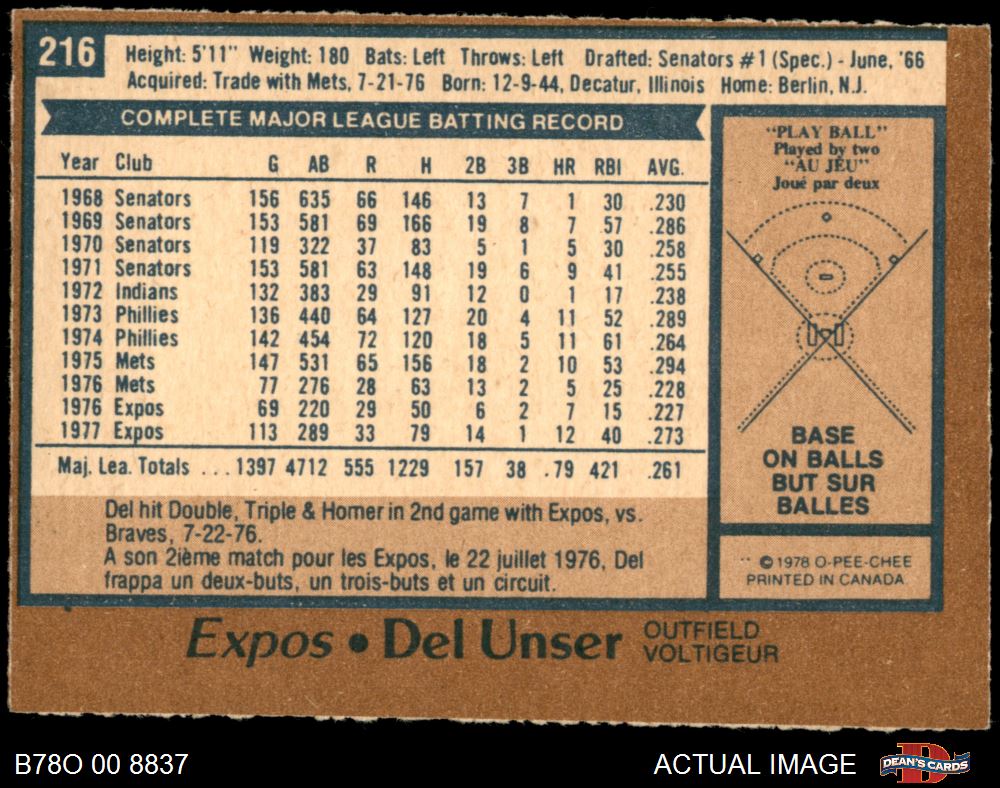 216
Height: 5'11" Weight: 180 Bats: Left Throws: Left Drafted: Senators #1 (Spec.) - June, '66
Acquired: Trade with Mets, 7-21-76 Born: 12-9-44, Decatur, Illinois Home: Berlin, N.J.
COMPLETE MAJOR LEAGUE BATTING RECORD
Year Club G AB R H 2B 3B HR RBI AVG.
1968 Senators 156 635 66 146 13 7 1 30 .230
1969 Senators 153 581 69 166 19 8 7 57 .286
1970 Senators 119 322 37 83 5 1 5 30 .258
1971 Senators 153 581 63 148 19 6 9 41 .255
1972 Indians 132 383 29 91 12 0 1 17 .238
1973 Phillies 136 440 64 127 20 4 11 52 .289
1974 Phillies 142 454 72 120 18 5 11 61 .264
1975 Mets 147 531 65 156 18 2 10 53 .294
1976 Mets 77 276 28 63 13 2 5 25 .228
1976 Expos 69 220 29 50 6 2 7 15 .227
1977 Expos 113 289 33 79 14 1 12 40 .273
Maj. Lea. Totals ... 1397 4712 555 1229 157 38 .79 421 .261
Del hit Double, Triple & Homer in 2nd game with Expos, vs.
Braves, 7-22-76.
A son 2ième match pour les Expos, le 22 juillet 1976, Del
frappa un deux-buts, un trois-buts et un circuit.
"PLAY BALL"
Played by two
"AU JEU"
Joué par deux
BASE
ON BALLS
BUT SUR
BALLES
© 1978 O-PEE-CHEE
PRINTED IN CANADA
Expos • Del Unser OUTFIELD
VOLTIGEUR
B78O 00 8837
ACTUAL IMAGE
DEAN'S CARDS